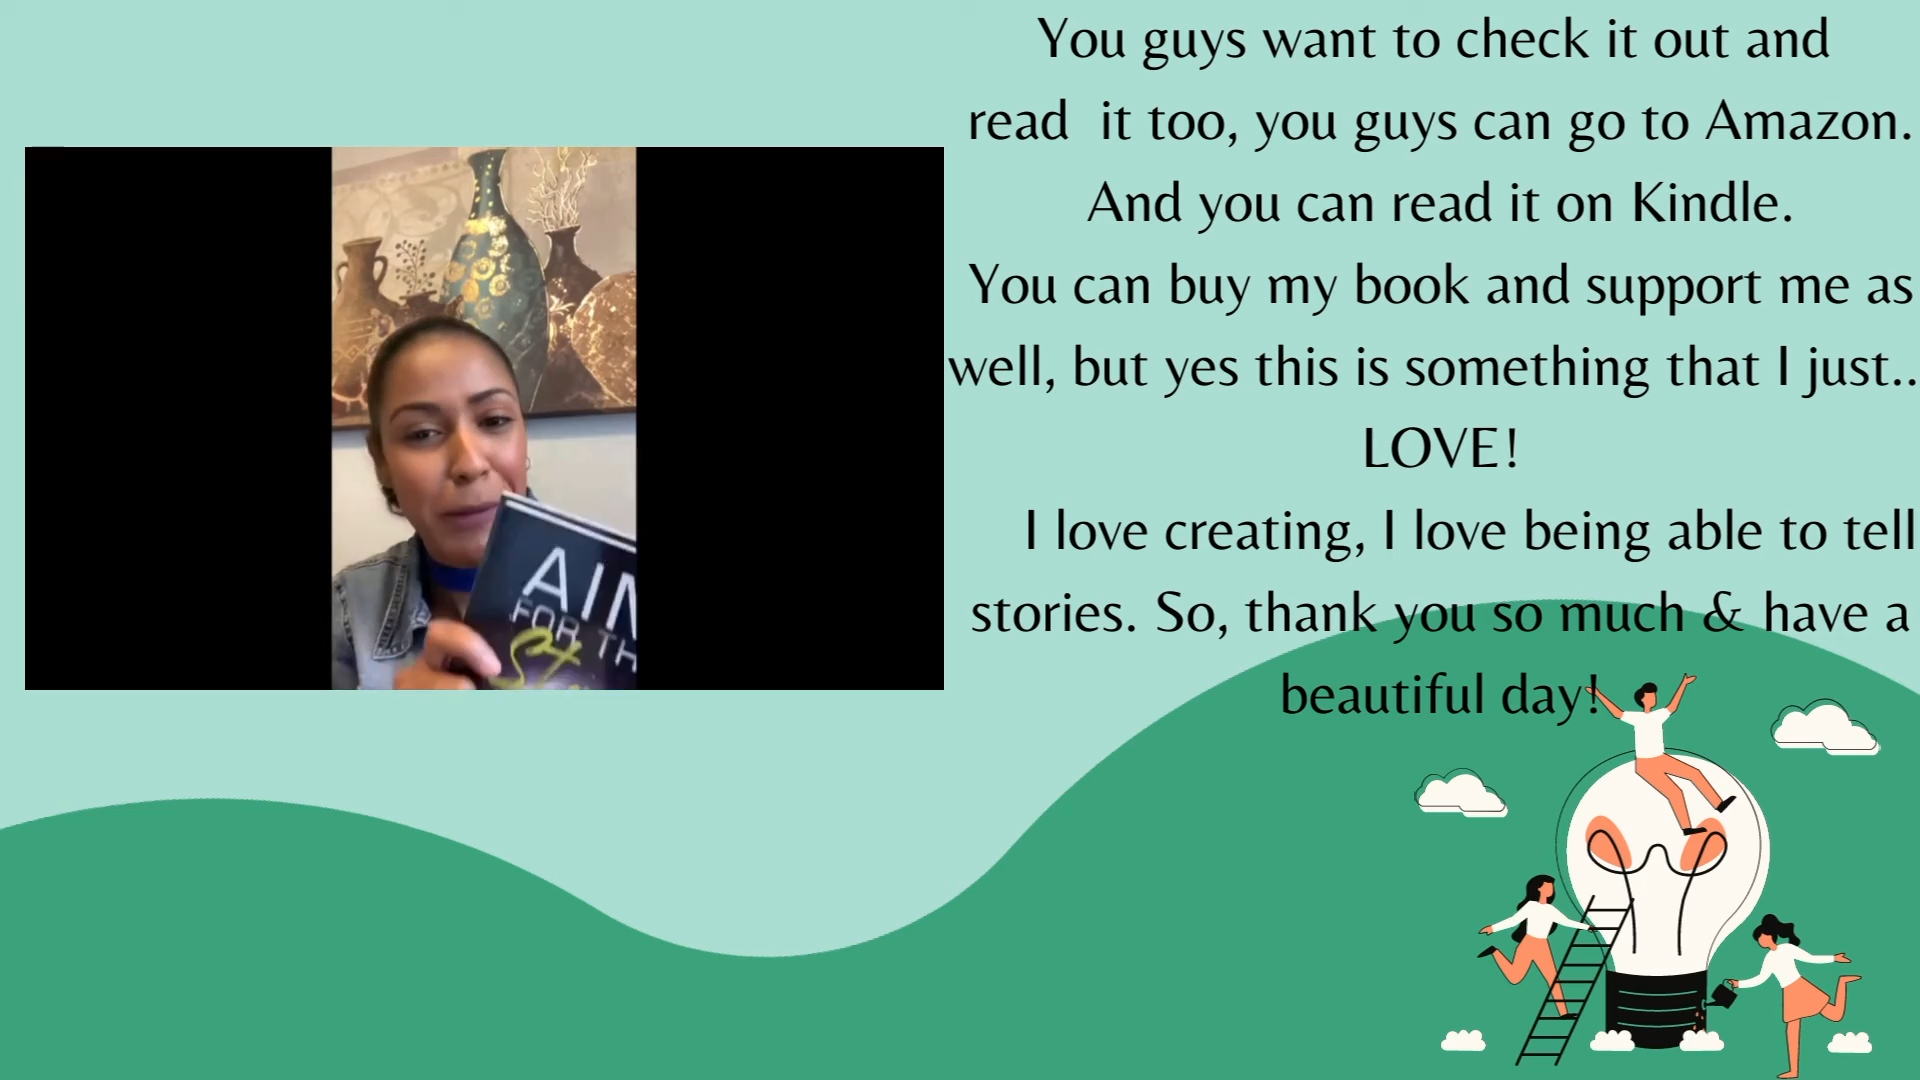 You guys want to check it out and
read  it too, you guys can go to Amazon.
And you can read it on Kindle.
You can buy my book and support me as
well, but yes this is something that I just..
LOVE!
I love creating, I love being able to tell
stories. So, thank you so much & have a
beautiful day!
AIM
FOR TH